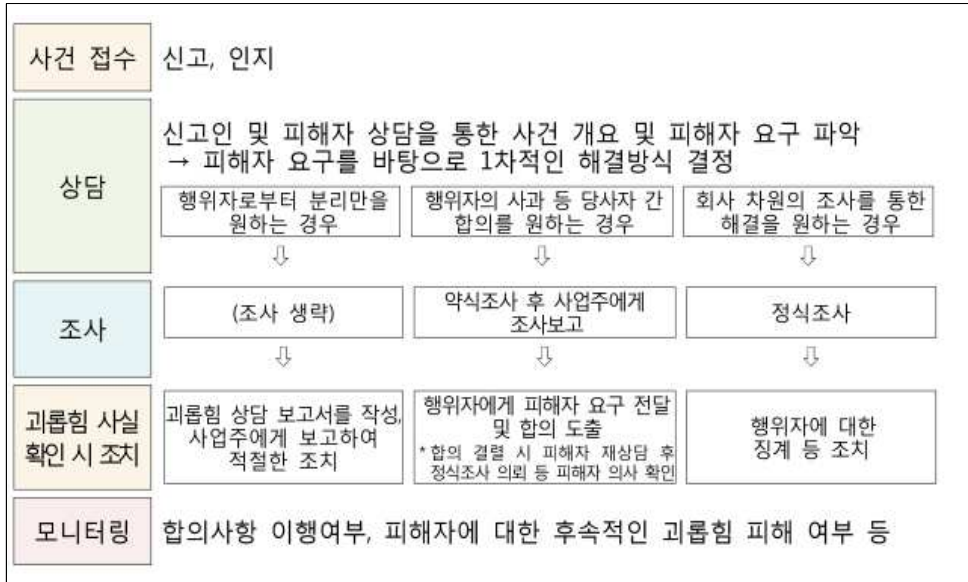 사건 접수
신고, 인지
상담
신고인 및 피해자 상담을 통한 사건 개요 및 피해자 요구 파악
→ 피해자 요구를 바탕으로 1차적인 해결방식 결정
행위자로부터 분리만을
원하는 경우
행위자의 사과 등 당사자 간
합의를 원하는 경우
회사 차원의 조사를 통한
해결을 원하는 경우
⇩ ⇩ ⇩
조사
(조사 생략)
약식조사 후 사업주에게
조사보고
정식조사
⇩ ⇩ ⇩
괴롭힘 사실
확인 시 조치
괴롭힘 상담 보고서를 작성,
사업주에게 보고하여
적절한 조치
행위자에게 피해자 요구 전달
및 합의 도출
* 합의 결렬 시 피해자 재상담 후
정식조사 의뢰 등 피해자 의사 확인
행위자에 대한
징계 등 조치
모니터링
합의사항 이행여부, 피해자에 대한 후속적인 괴롭힘 피해 여부 등